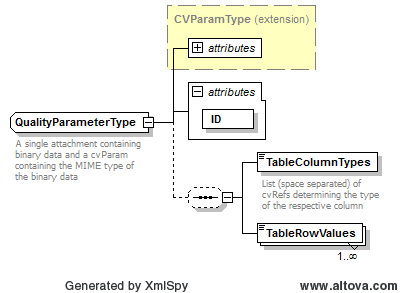 CVParamType (extension)
attributes
attributes
ID
QualityParameterType
A single attachment containing
binary data and a cvParam
containing the MIME type of
the binary data
TableColumnTypes
List (space separated) of
cvRefs determining the type
of the respective column
TableRowValues
1..∞
Generated by XmlSpy
www.altova.com